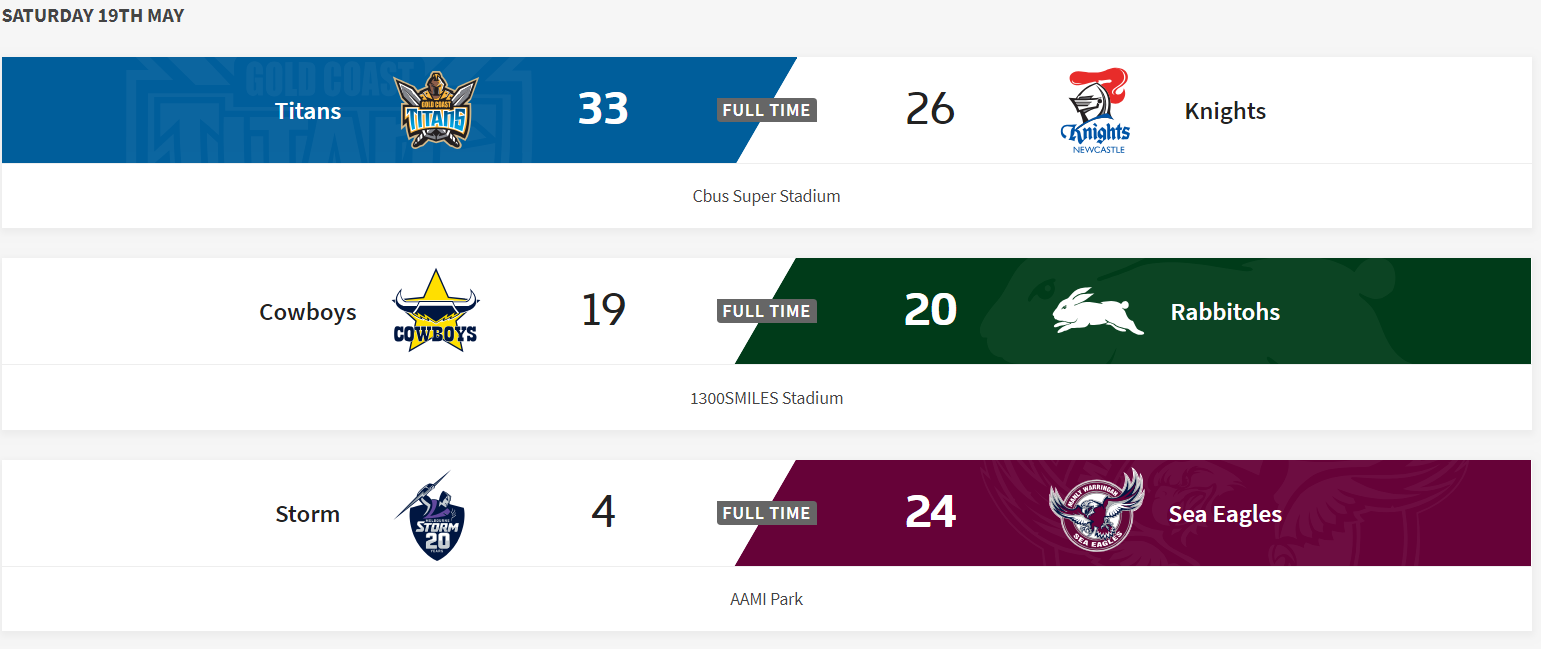 SATURDAY 19TH MAY
GOLD COAST
TITANS
Titans
GOLD COAST
TITANS
33
FULL TIME
26
Knights
NEWCASTLE
Knights
Cbus Super Stadium
Cowboys
COWBOYS
19
FULL TIME
20
Rabbitohs
1300SMILES Stadium
Storm
MELBOURNE
STORM
20
YEARS
4
FULL TIME
24
MANLY WARRINGAH
SEA EAGLES
Sea Eagles
AAMI Park